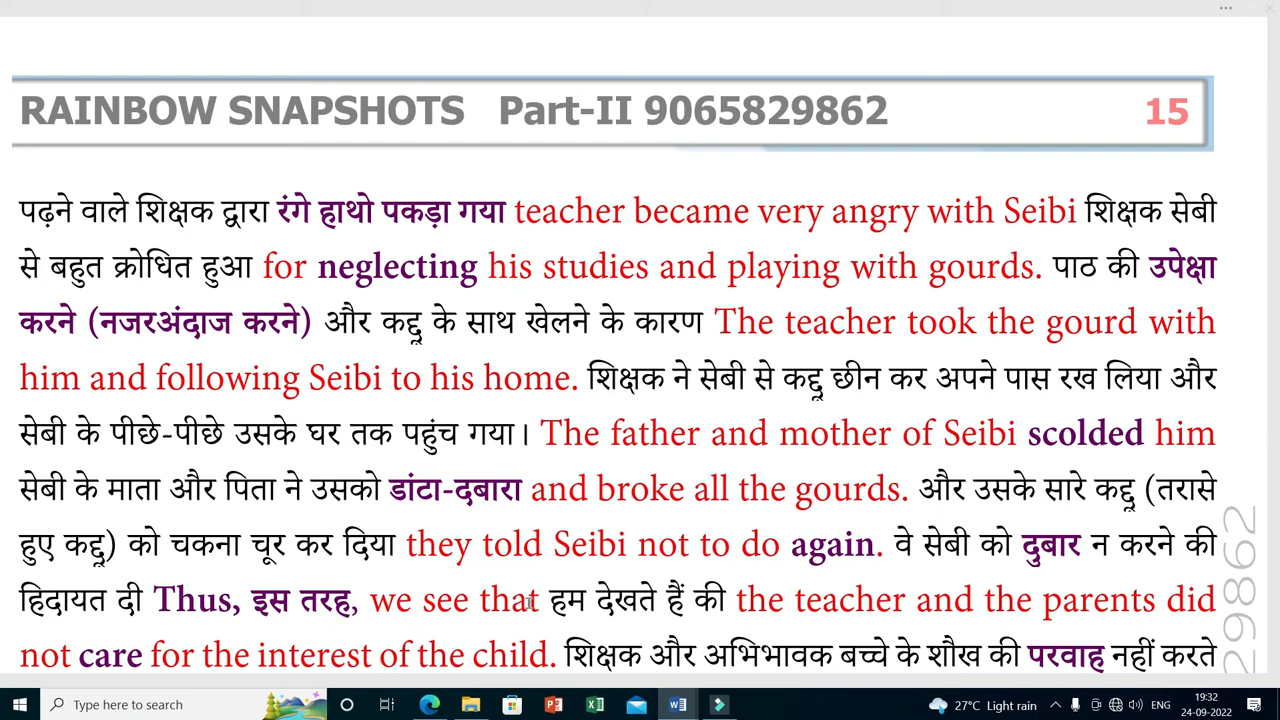 RAINBOW SNAPSHOTS Part-II 9065829862 15
पढ़ने वाले शिक्षक द्वारा रंगे हाथो पकड़ा गया teacher became very angry with Seibi शिक्षक सेबी
से बहुत क्रोधित हुआ for neglecting his studies and playing with gourds. पाठ की उपेक्षा
करने (नजरअंदाज करने) और कद्दू के साथ खेलने के कारण The teacher took the gourd with
him and following Seibi to his home. शिक्षक ने सेबी से कद्दू छीन कर अपने पास रख लिया और
सेबी के पीछे-पीछे उसके घर तक पहुंच गया। The father and mother of Seibi scolded him
सेबी के माता और पिता ने उसको डांटा-दबारा and broke all the gourds. और उसके सारे कद्दू (तरासे
हुए कद्दू) को चकना चूर कर दिया they told Seibi not to do again. वे सेबी को दुबार न करने की
हिदायत दी Thus, इस तरह, we see that हम देखते हैं की the teacher and the parents did
not care for the interest of the child. शिक्षक और अभिभावक बच्चे के शौख की परवाह नहीं करते
29862
Type here to search
27°C Light rain
ENG
19:32
24-09-2022